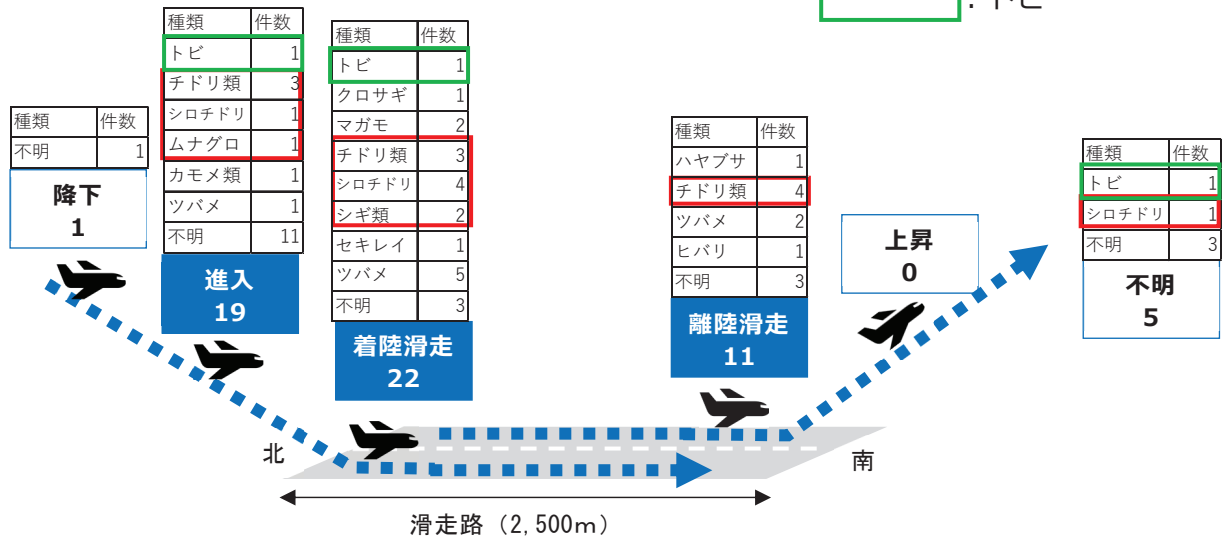 ：トビ
種類 件数
不明 1
降下
1
種類 件数
トビ 1
チドリ類 3
シロチドリ 1
ムナグロ 1
カモメ類 1
ツバメ 1
不明 11
進入
19
種類 件数
トビ 1
クロサギ 1
マガモ 2
チドリ類 3
シロチドリ 4
シギ類 2
セキレイ 1
ツバメ 5
不明 3
着陸滑走
22
種類 件数
ハヤブサ 1
チドリ類 4
ツバメ 2
ヒバリ 1
不明 3
離陸滑走
11
上昇
0
種類 件数
トビ 1
シロチドリ 1
不明 3
不明
5
北
南
滑走路（2,500ｍ）